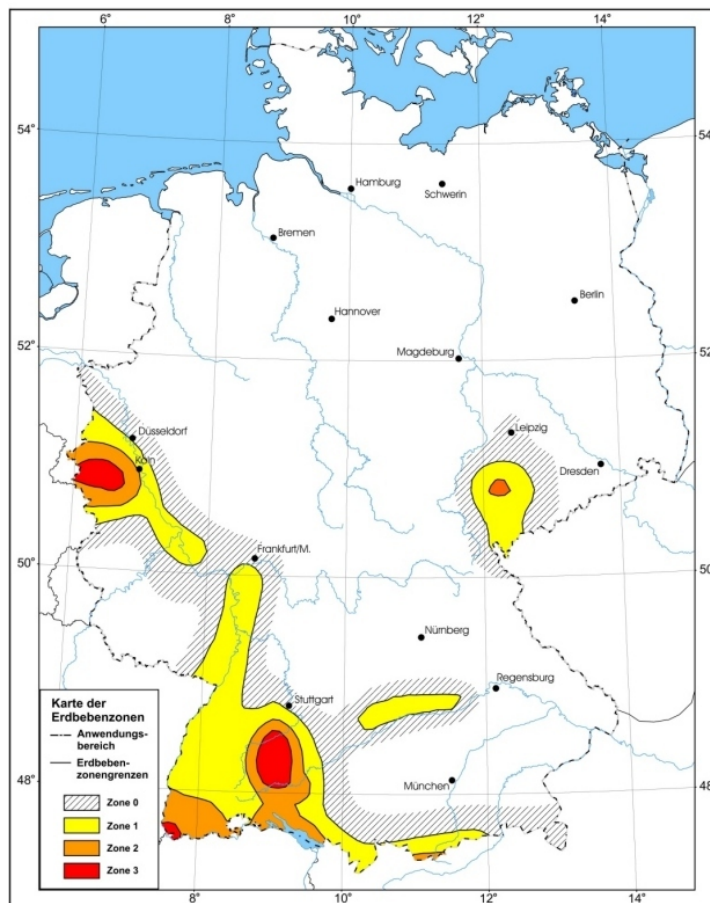 6° 8° 10° 12° 14°
54° 54°
Hamburg
Schwerin
Bremen
Berlin
Hannover
52° 52°
Magdeburg
Düsseldorf
Leipzig
Köln
Dresden
50° 50°
Frankfurt/M.
Nürnberg
Regensburg
Stuttgart
München
48° 48°
Karte der
Erdbebenzonen
Anwendungs-
bereich
Erdbeben-
zonengrenzen
Zone 0
Zone 1
Zone 2
Zone 3
8° 10° 12° 14°